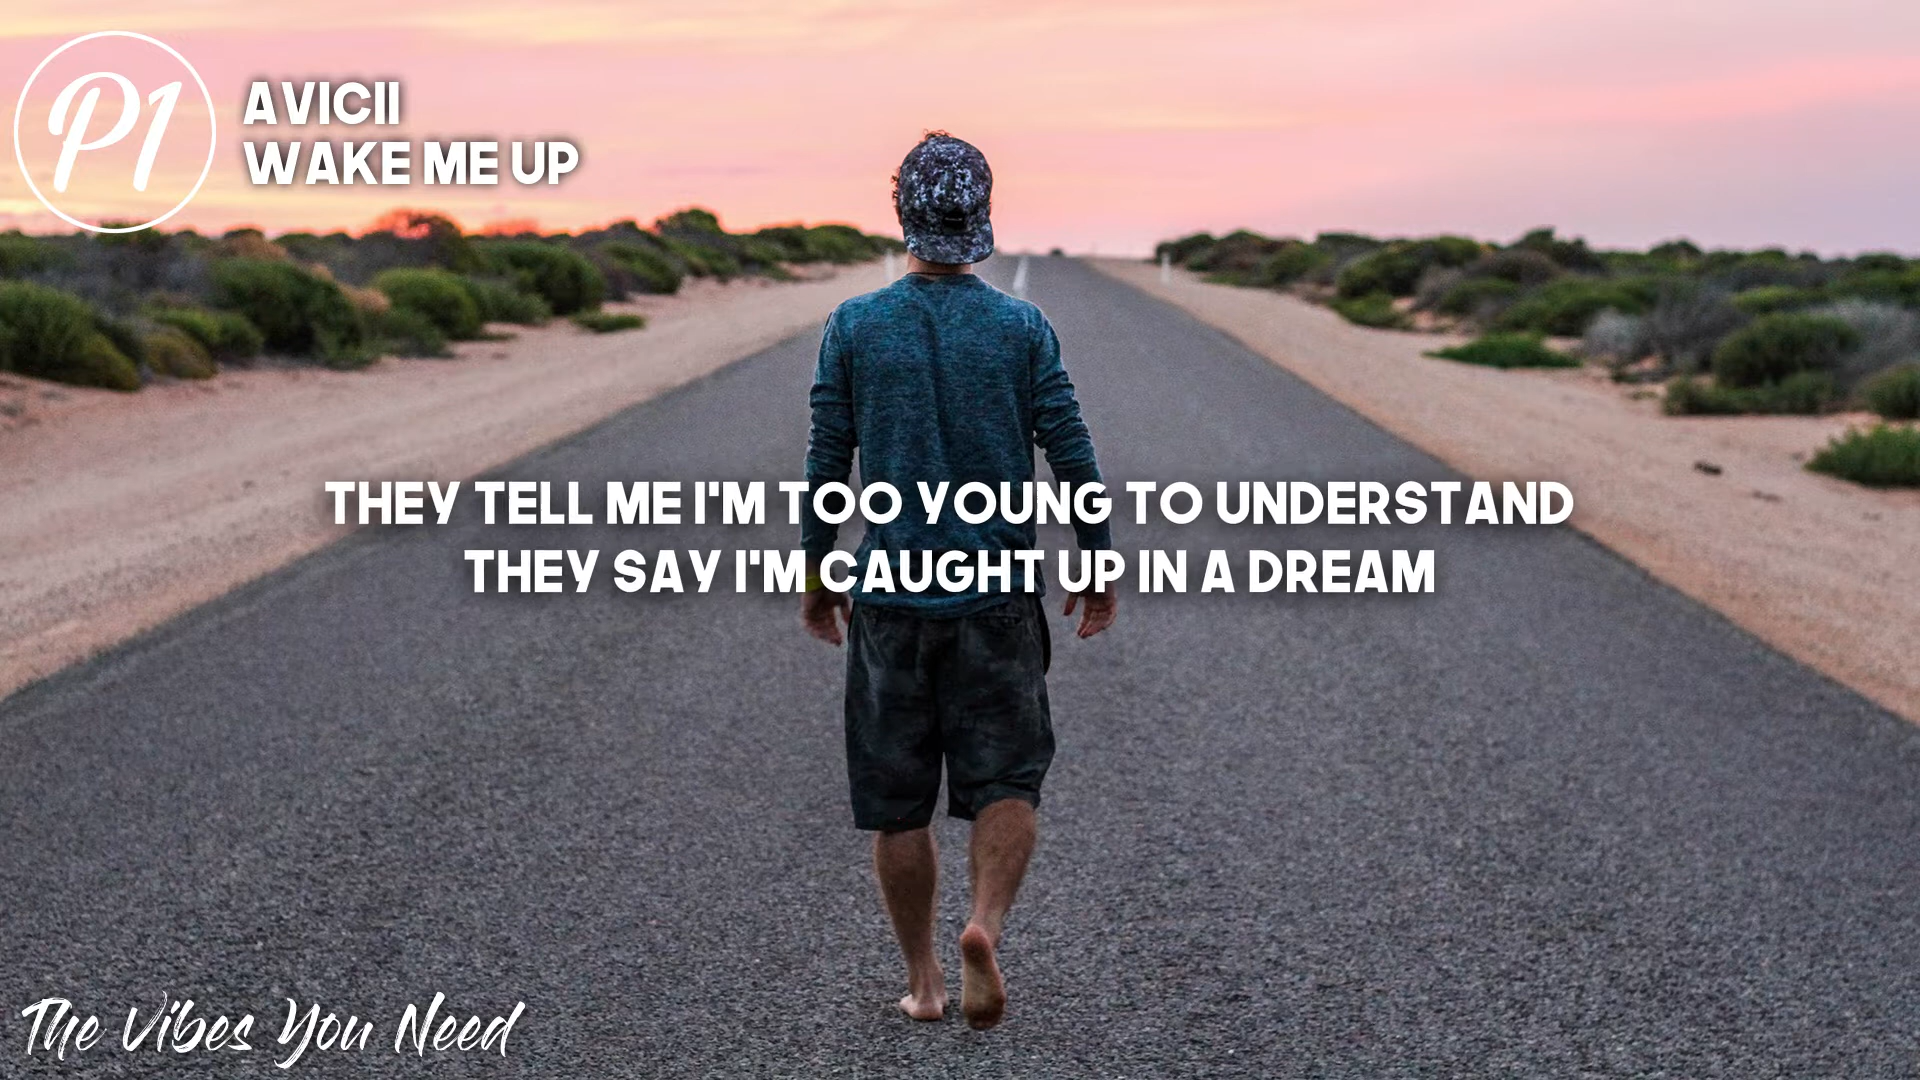 P1
AVICII
WAKE ME UP
THEY TELL ME I'M TOO YOUNG TO UNDERSTAND
THEY SAY I'M CAUGHT UP IN A DREAM
The Vibes You Need